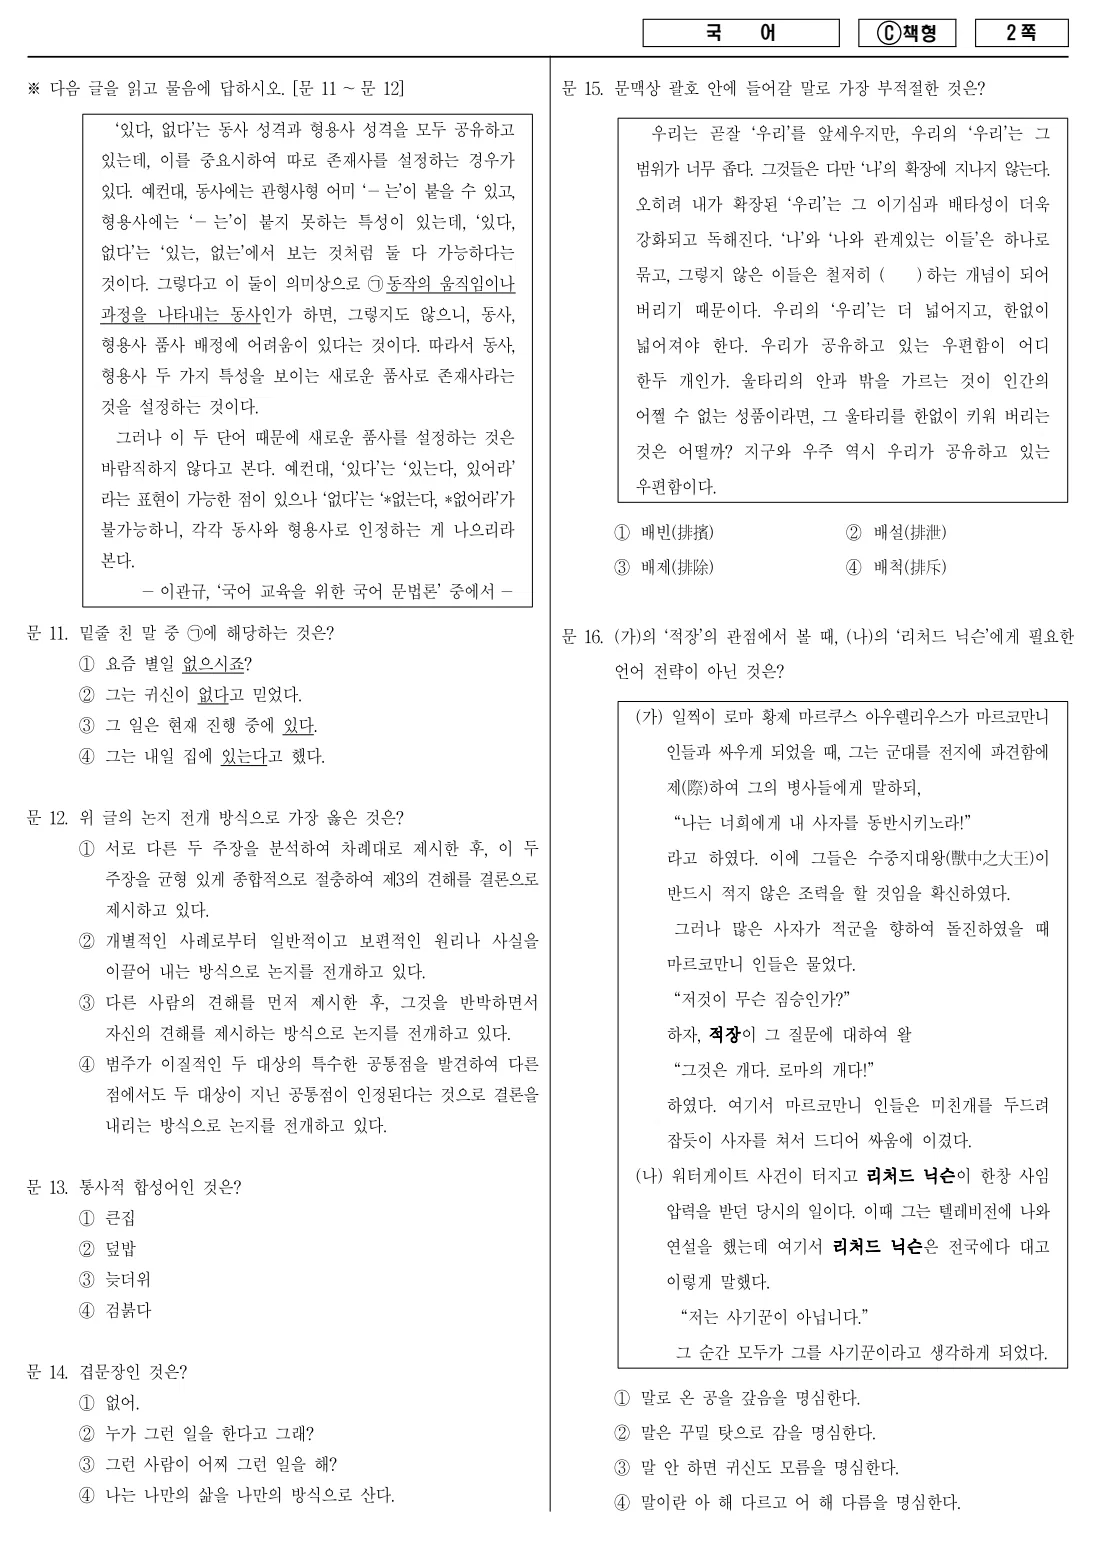 국 어
Ⓒ책형
2쪽
※ 다음 글을 읽고 물음에 답하시오. [문 11 ~ 문 12]
‘있다, 없다’는 동사 성격과 형용사 성격을 모두 공유하고
있는데, 이를 중요시하여 따로 존재사를 설정하는 경우가
있다. 예컨대, 동사에는 관형사형 어미 ‘－는’이 붙을 수 있고,
형용사에는 ‘－는’이 붙지 못하는 특성이 있는데, ‘있다,
없다’는 ‘있는, 없는’에서 보는 것처럼 둘 다 가능하다는
것이다. 그렇다고 이 둘이 의미상으로 ㉠동작의 움직임이나
과정을 나타내는 동사인가 하면, 그렇지도 않으니, 동사,
형용사 품사 배정에 어려움이 있다는 것이다. 따라서 동사,
형용사 두 가지 특성을 보이는 새로운 품사로 존재사라는
것을 설정하는 것이다.
그러나 이 두 단어 때문에 새로운 품사를 설정하는 것은
바람직하지 않다고 본다. 예컨대, ‘있다’는 ‘있는다, 있어라’
라는 표현이 가능한 점이 있으나 ‘없다’는 ‘*없는다, *없어라’가
불가능하니, 각각 동사와 형용사로 인정하는 게 나으리라
본다.
－ 이관규, ‘국어 교육을 위한 국어 문법론’ 중에서 －
문 11. 밑줄 친 말 중 ㉠에 해당하는 것은?
① 요즘 별일 없으시죠?
② 그는 귀신이 없다고 믿었다.
③ 그 일은 현재 진행 중에 있다.
④ 그는 내일 집에 있는다고 했다.
문 12. 위 글의 논지 전개 방식으로 가장 옳은 것은?
① 서로 다른 두 주장을 분석하여 차례대로 제시한 후, 이 두
주장을 균형 있게 종합적으로 절충하여 제3의 견해를 결론으로
제시하고 있다.
② 개별적인 사례로부터 일반적이고 보편적인 원리나 사실을
이끌어 내는 방식으로 논지를 전개하고 있다.
③ 다른 사람의 견해를 먼저 제시한 후, 그것을 반박하면서
자신의 견해를 제시하는 방식으로 논지를 전개하고 있다.
④ 범주가 이질적인 두 대상의 특수한 공통점을 발견하여 다른
점에서도 두 대상이 지닌 공통점이 인정된다는 것으로 결론을
내리는 방식으로 논지를 전개하고 있다.
문 13. 통사적 합성어인 것은?
① 큰집
② 덮밥
③ 늦더위
④ 검붉다
문 14. 겹문장인 것은?
① 없어.
② 누가 그런 일을 한다고 그래?
③ 그런 사람이 어찌 그런 일을 해?
④ 나는 나만의 삶을 나만의 방식으로 산다.
문 15. 문맥상 괄호 안에 들어갈 말로 가장 부적절한 것은?
우리는 곧잘 ‘우리’를 앞세우지만, 우리의 ‘우리’는 그
범위가 너무 좁다. 그것들은 다만 ‘나’의 확장에 지나지 않는다.
오히려 내가 확장된 ‘우리’는 그 이기심과 배타성이 더욱
강화되고 독해진다. ‘나’와 ‘나와 관계있는 이들’은 하나로
묶고, 그렇지 않은 이들은 철저히 ( )하는 개념이 되어
버리기 때문이다. 우리의 ‘우리’는 더 넓어지고, 한없이
넓어져야 한다. 우리가 공유하고 있는 우편함이 어디
한두 개인가. 울타리의 안과 밖을 가르는 것이 인간의
어쩔 수 없는 성품이라면, 그 울타리를 한없이 키워 버리는
것은 어떨까? 지구와 우주 역시 우리가 공유하고 있는
우편함이다.
① 배빈(排擯) ② 배설(排泄)
③ 배제(排除) ④ 배척(排斥)
문 16. (가)의 ‘적장’의 관점에서 볼 때, (나)의 ‘리처드 닉슨’에게 필요한
언어 전략이 아닌 것은?
(가) 일찍이 로마 황제 마르쿠스 아우렐리우스가 마르코만니
인들과 싸우게 되었을 때, 그는 군대를 전지에 파견함에
제(際)하여 그의 병사들에게 말하되,
“나는 너희에게 내 사자를 동반시키노라!”
라고 하였다. 이에 그들은 수중지대왕(獸中之大王)이
반드시 적지 않은 조력을 할 것임을 확신하였다.
그러나 많은 사자가 적군을 향하여 돌진하였을 때
마르코만니 인들은 물었다.
“저것이 무슨 짐승인가?”
하자, 적장이 그 질문에 대하여 왈
“그것은 개다. 로마의 개다!”
하였다. 여기서 마르코만니 인들은 미친개를 두드려
잡듯이 사자를 쳐서 드디어 싸움에 이겼다.
(나) 워터게이트 사건이 터지고 리처드 닉슨이 한창 사임
압력을 받던 당시의 일이다. 이때 그는 텔레비전에 나와
연설을 했는데 여기서 리처드 닉슨은 전국에다 대고
이렇게 말했다.
“저는 사기꾼이 아닙니다.”
그 순간 모두가 그를 사기꾼이라고 생각하게 되었다.
① 말로 온 공을 갚음을 명심한다.
② 말은 꾸밀 탓으로 감을 명심한다.
③ 말 안 하면 귀신도 모름을 명심한다.
④ 말이란 아 해 다르고 어 해 다름을 명심한다.